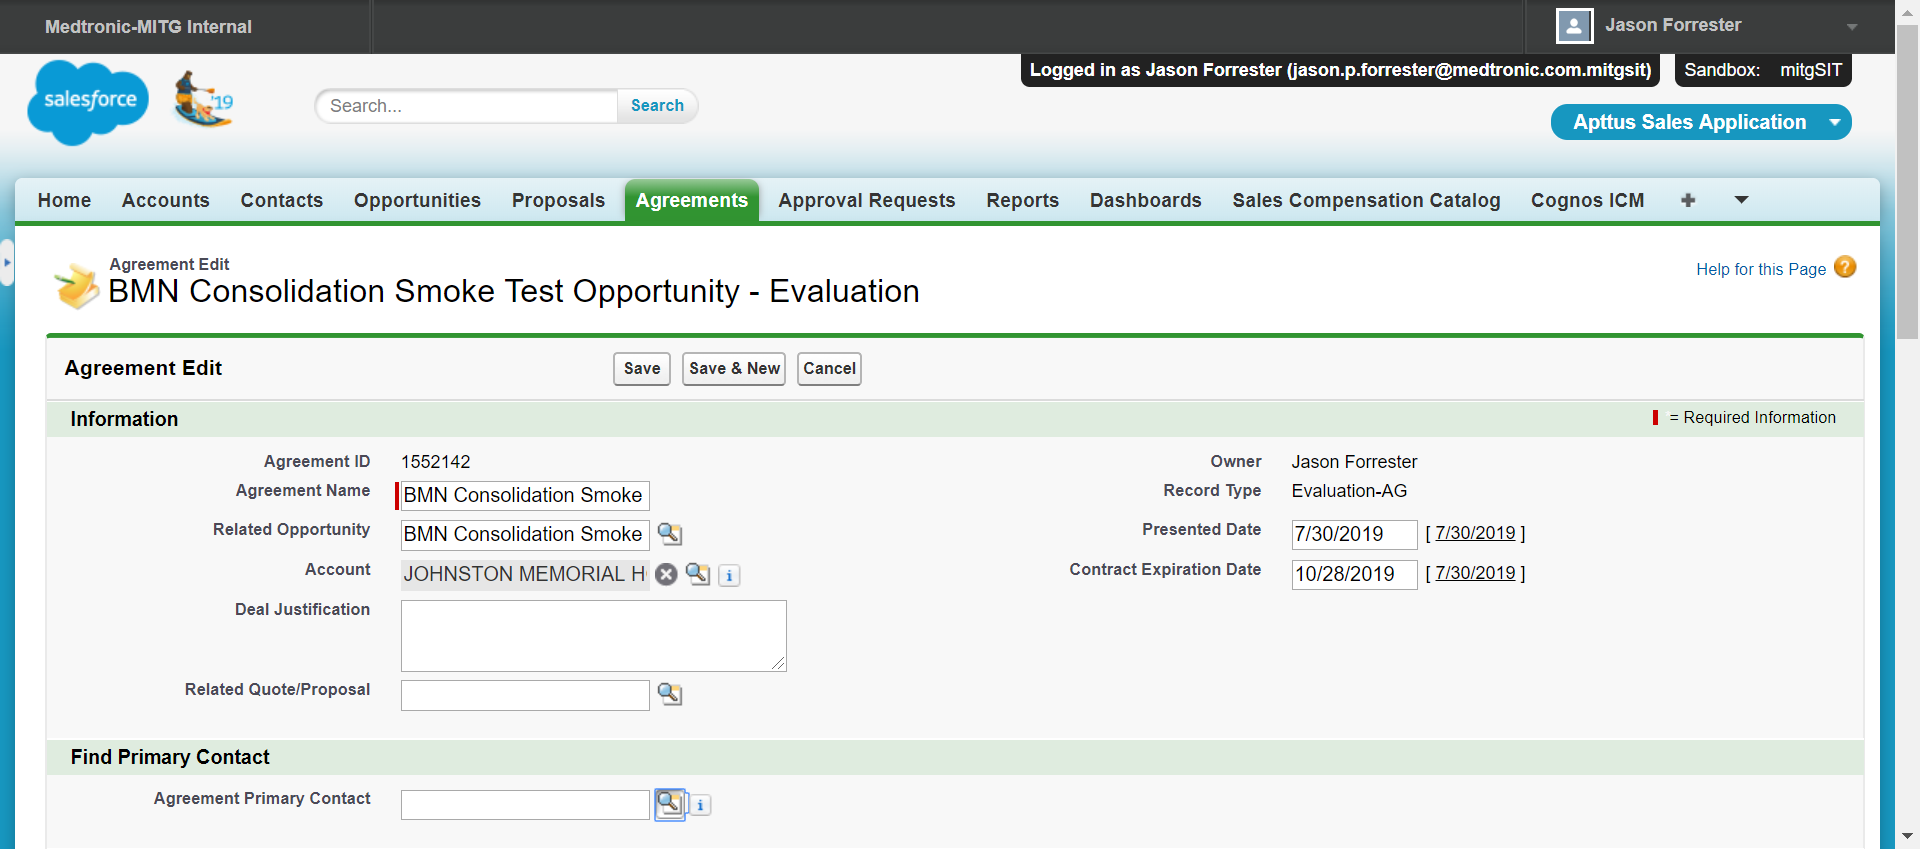 Medtronic-MITG Internal
Jason Forrester
salesforce
'19
Search...
Search
Logged in as Jason Forrester (jason.p.forrester@medtronic.com.mitgsit)
Sandbox: mitgSIT
Apttus Sales Application
Home Accounts Contacts Opportunities Proposals Agreements Approval Requests Reports Dashboards Sales Compensation Catalog Cognos ICM
Agreement Edit
BMN Consolidation Smoke Test Opportunity - Evaluation
Help for this Page ?
Agreement Edit
Save Save & New Cancel
Information
= Required Information
Agreement ID 1552142
Owner Jason Forrester
Agreement Name BMN Consolidation Smoke
Record Type Evaluation-AG
Related Opportunity BMN Consolidation Smoke
Presented Date 7/30/2019 [ 7/30/2019 ]
Account JOHNSTON MEMORIAL
Contract Expiration Date 10/28/2019 [ 7/30/2019 ]
Deal Justification
Related Quote/Proposal
Find Primary Contact
Agreement Primary Contact